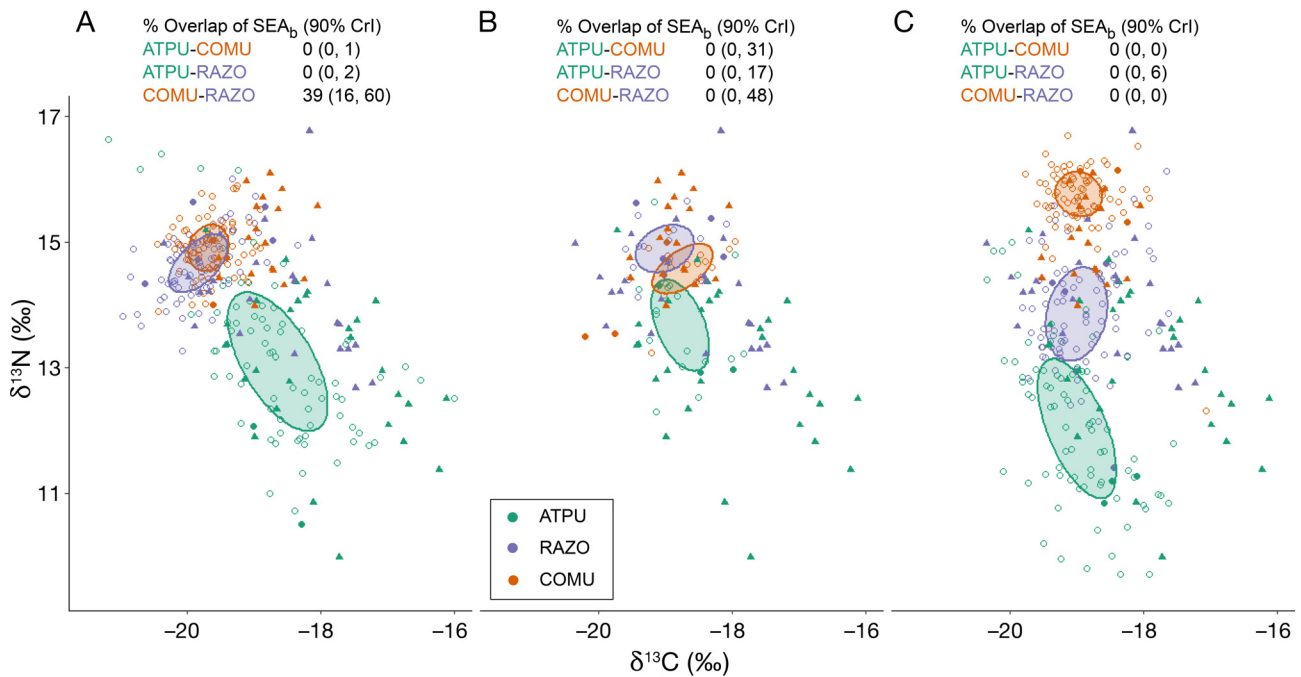 A
% Overlap of SEAb (90% CrI)
ATPU-COMU 0 (0, 1)
ATPU-RAZO 0 (0, 2)
COMU-RAZO 39 (16, 60)
B
% Overlap of SEAb (90% CrI)
ATPU-COMU 0 (0, 31)
ATPU-RAZO 0 (0, 17)
COMU-RAZO 0 (0, 48)
C
% Overlap of SEAb (90% CrI)
ATPU-COMU 0 (0, 0)
ATPU-RAZO 0 (0, 6)
COMU-RAZO 0 (0, 0)
δ¹³N (‰)
17
15
13
11
ATPU
RAZO
COMU
−20 −18 −16
−20 −18
−20 −18 −16
δ¹³C (‰)